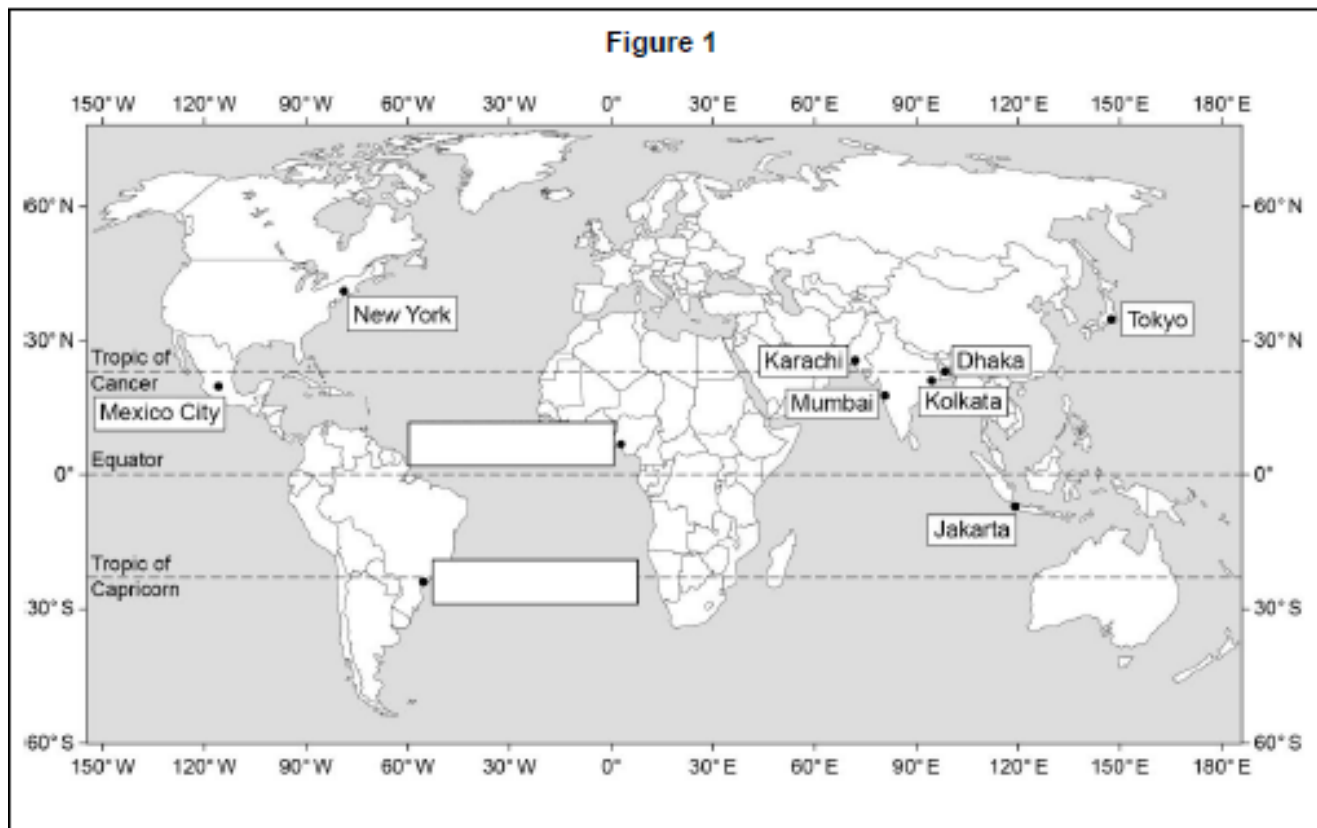 Figure 1
150° W 120° W 90° W 60° W 30° W 0° 30° E 60° E 90° E 120° E 150° E 180° E
60° N 60° N
New York
Tokyo
30° N 30° N
Tropic of
Cancer
Karachi Dhaka
Mumbai Kolkata
Mexico City
Equator
0° 0°
Jakarta
Tropic of
Capricorn
30° S 30° S
60° S 60° S
150° W 120° W 90° W 60° W 30° W 0° 30° E 60° E 90° E 120° E 150° E 180° E